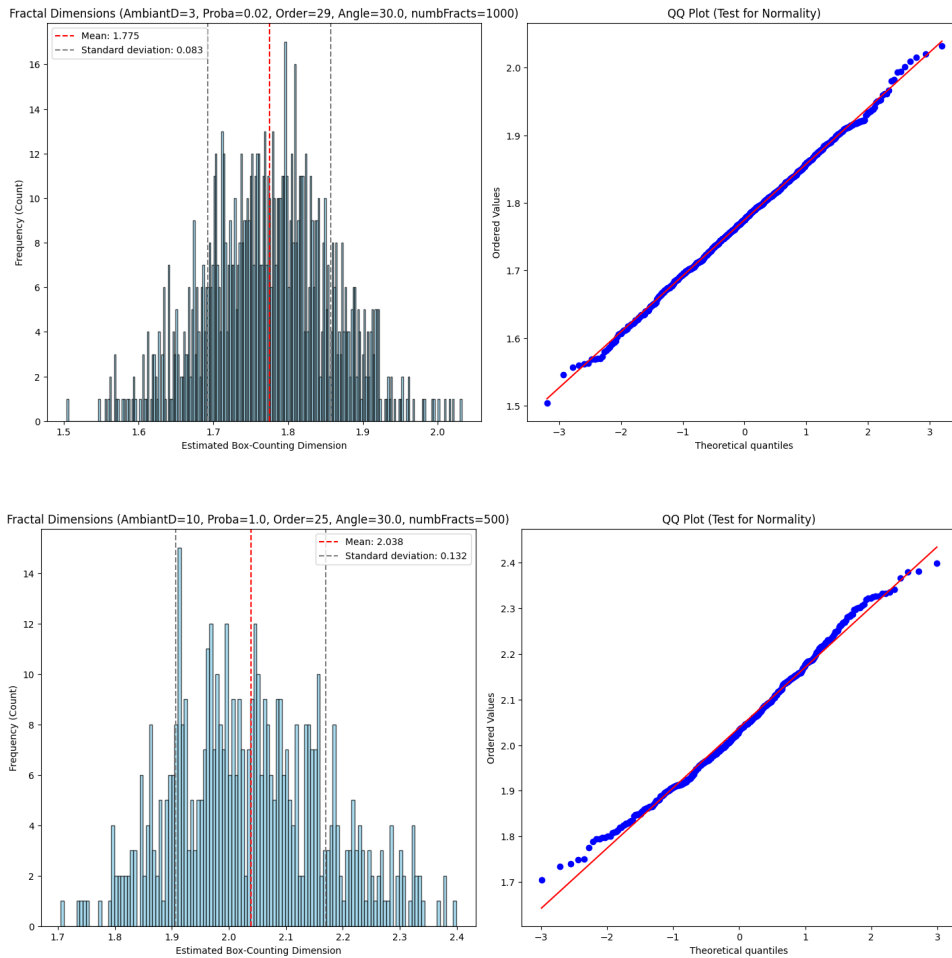 Fractal Dimensions (AmbiantD=3, Proba=0.02, Order=29, Angle=30.0, numbFracts=1000)
Mean: 1.775
Standard deviation: 0.083
16
14
12
10
8
6
4
2
0
Frequency (Count)
1.5 1.6 1.7 1.8 1.9 2.0
Estimated Box-Counting Dimension
QQ Plot (Test for Normality)
2.0
1.9
1.8
1.7
1.6
1.5
Ordered Values
−3 −2 −1 0 1 2 3
Theoretical quantiles
Fractal Dimensions (AmbiantD=10, Proba=1.0, Order=25, Angle=30.0, numbFracts=500)
Mean: 2.038
Standard deviation: 0.132
14
12
10
8
6
4
2
0
Frequency (Count)
1.7 1.8 1.9 2.0 2.1 2.2 2.3 2.4
Estimated Box-Counting Dimension
QQ Plot (Test for Normality)
2.4
2.3
2.2
2.1
2.0
1.9
1.8
1.7
Ordered Values
−3 −2 −1 0 1 2 3
Theoretical quantiles